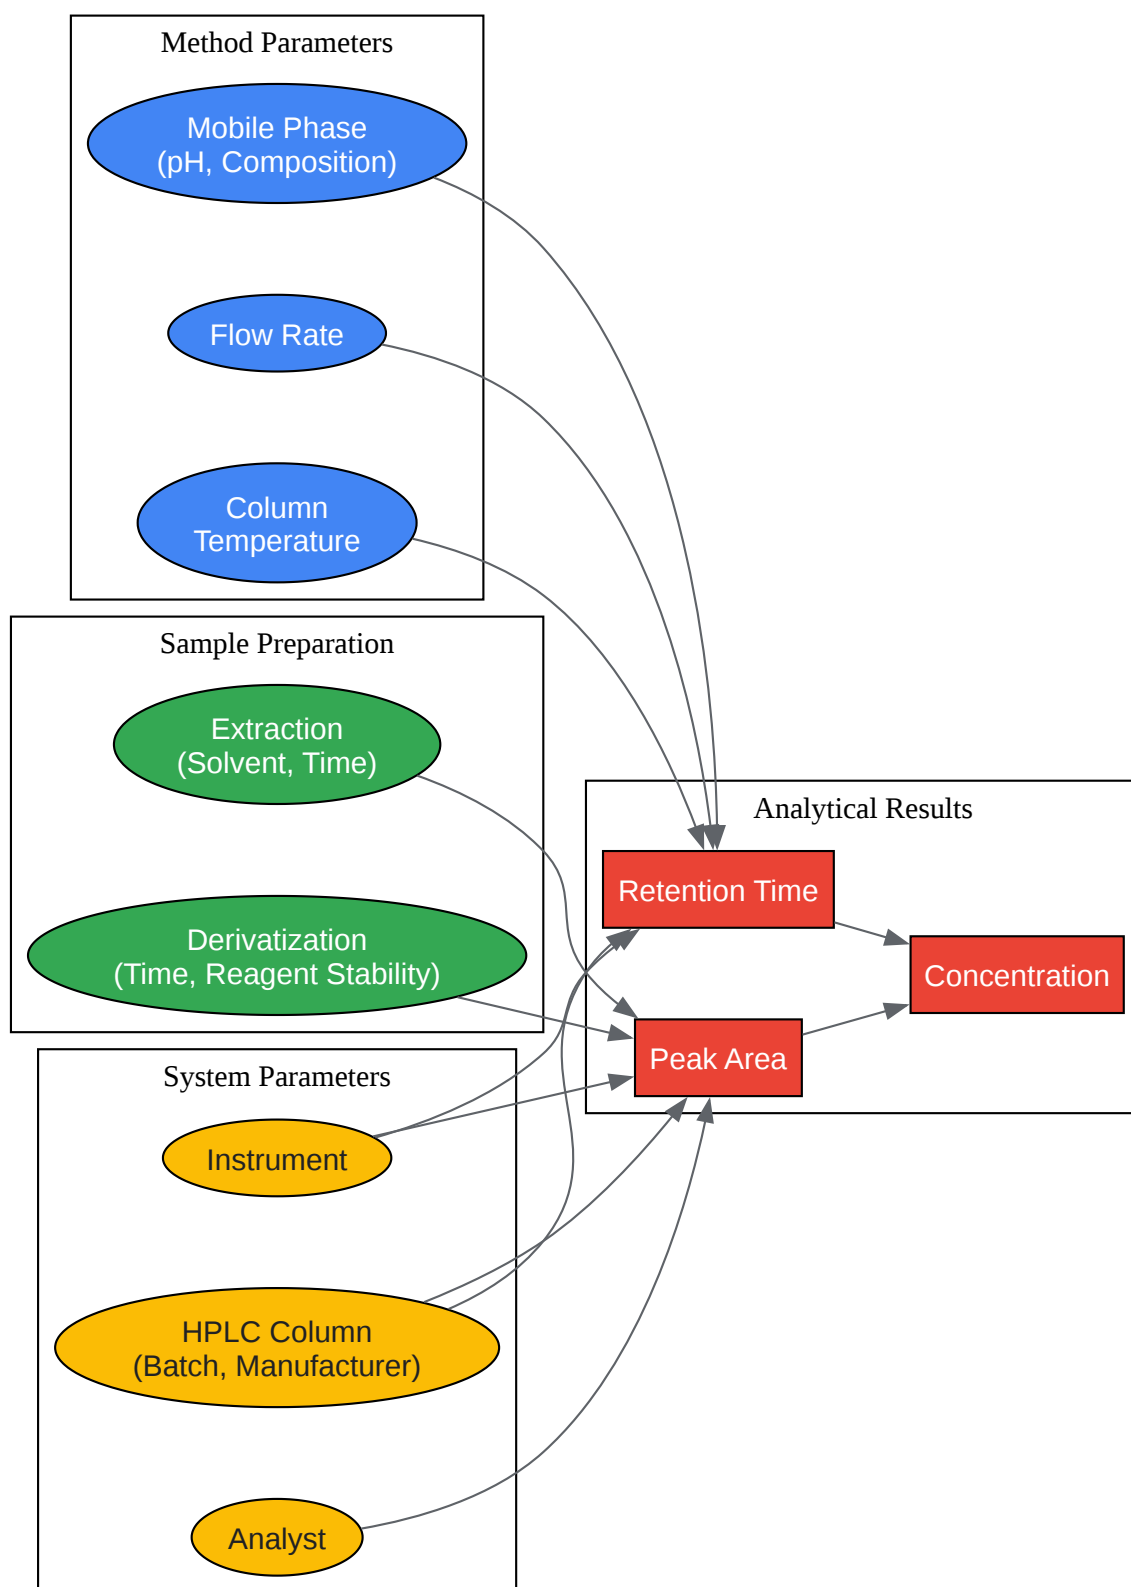 Method Parameters
Mobile Phase
(pH, Composition)
Flow Rate
Column
Temperature
Sample Preparation
Extraction
(Solvent, Time)
Derivatization
(Time, Reagent Stability)
System Parameters
Instrument
HPLC Column
(Batch, Manufacturer)
Analyst
Analytical Results
Retention Time
Peak Area
Concentration